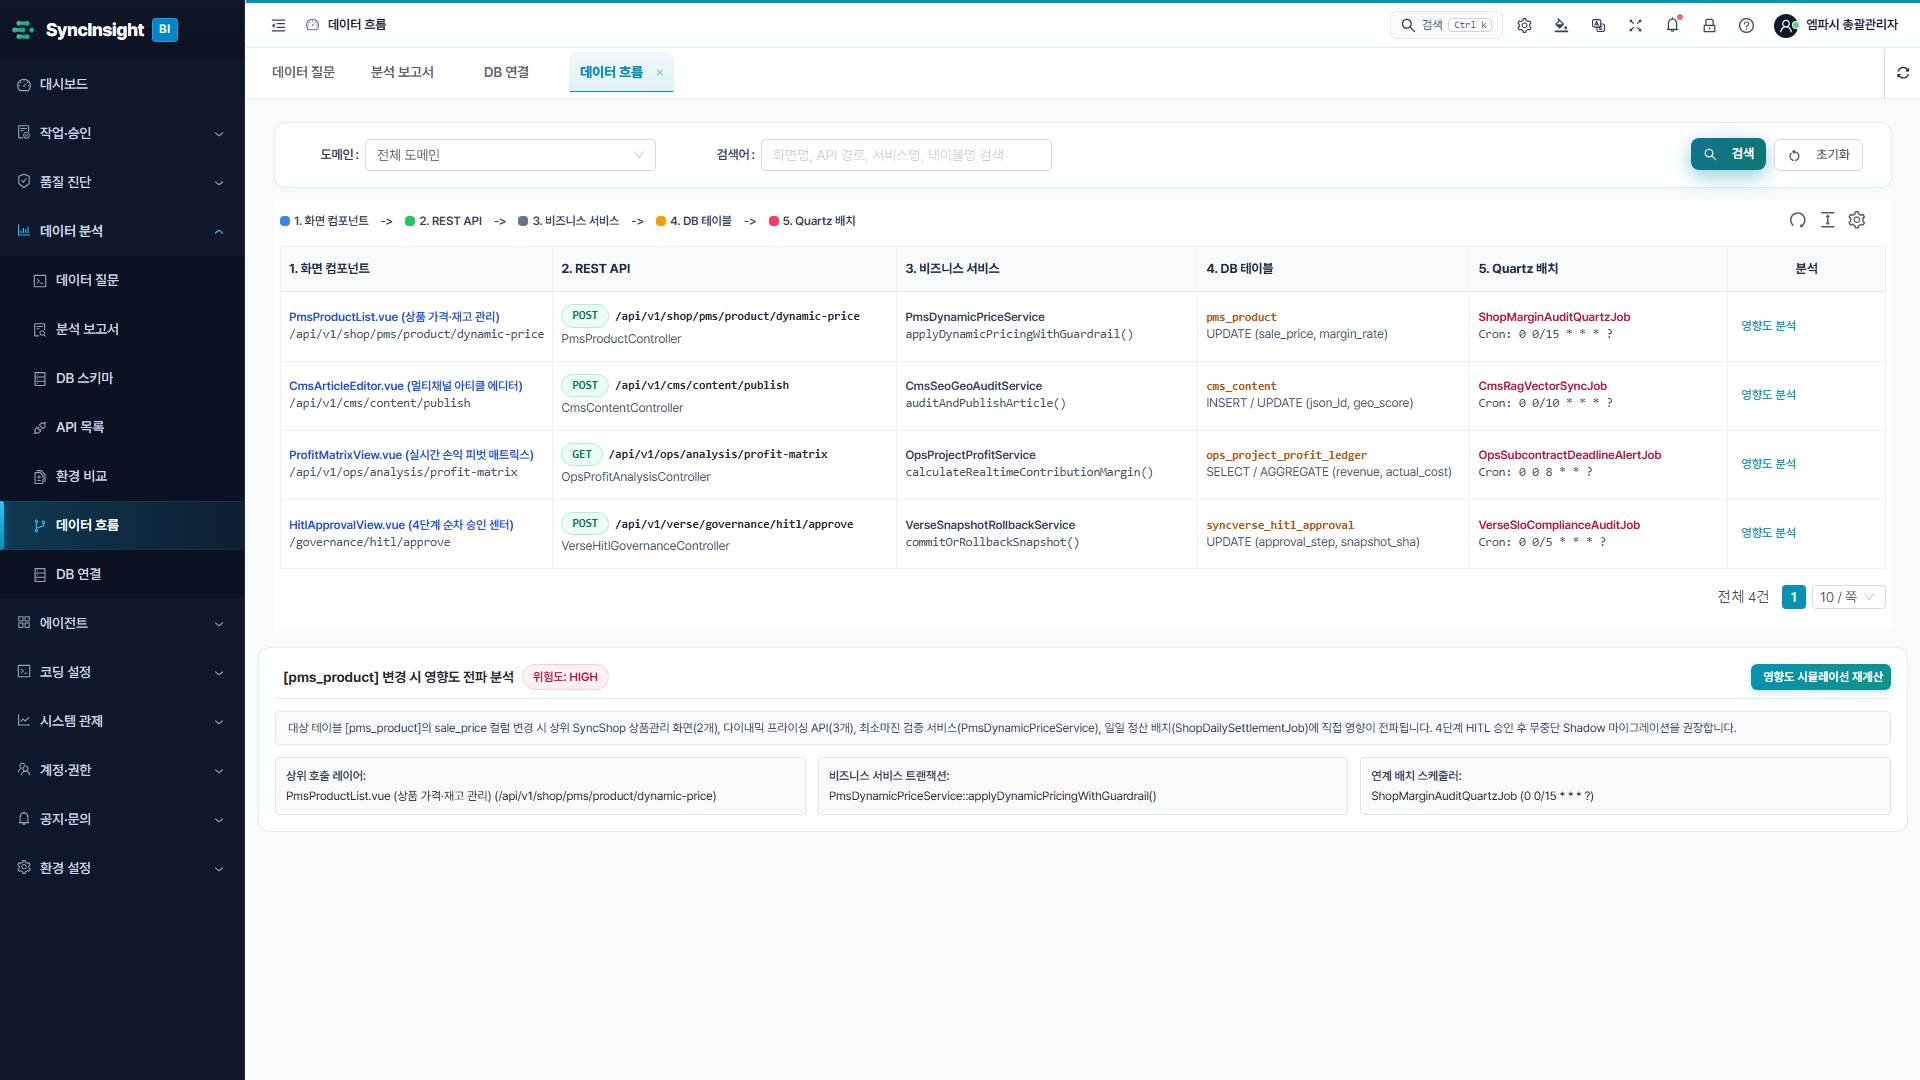 SyncInsight BI
대시보드
작업·승인
품질 진단
데이터 분석
데이터 질문
분석 보고서
DB 스키마
API 목록
환경 비교
데이터 흐름
DB 연결
에이전트
코딩 설정
시스템 관제
계정·권한
공지·문의
환경 설정
데이터 흐름
검색 Ctrl k
엠파시 총괄관리자
데이터 질문 분석 보고서 DB 연결 데이터 흐름 ×
도메인: 전체 도메인 검색어: 화면명, API 경로, 서비스명, 테이블명 검색 검색 초기화
1. 화면 컴포넌트 -> 2. REST API -> 3. 비즈니스 서비스 -> 4. DB 테이블 -> 5. Quartz 배치
1. 화면 컴포넌트 2. REST API 3. 비즈니스 서비스 4. DB 테이블 5. Quartz 배치 분석
PmsProductList.vue (상품 가격·재고 관리) POST /api/v1/shop/pms/product/dynamic-price PmsDynamicPriceService pms_product ShopMarginAuditQuartzJob 영향도 분석
/api/v1/shop/pms/product/dynamic-price PmsProductController applyDynamicPricingWithGuardrail() UPDATE (sale_price, margin_rate) Cron: 0 0/15 * * * ?
CmsArticleEditor.vue (멀티채널 아티클 에디터) POST /api/v1/cms/content/publish CmsSeoGeoAuditService cms_content CmsRagVectorSyncJob 영향도 분석
/api/v1/cms/content/publish CmsContentController auditAndPublishArticle() INSERT / UPDATE (json_ld, geo_score) Cron: 0 0/10 * * * ?
ProfitMatrixView.vue (실시간 손익 피벗 매트릭스) GET /api/v1/ops/analysis/profit-matrix OpsProjectProfitService ops_project_profit_ledger OpsSubcontractDeadlineAlertJob 영향도 분석
/api/v1/ops/analysis/profit-matrix OpsProfitAnalysisController calculateRealtimeContributionMargin() SELECT / AGGREGATE (revenue, actual_cost) Cron: 0 0 8 * * ?
HitlApprovalView.vue (4단계 순차 승인 센터) POST /api/v1/verse/governance/hitl/approve VerseSnapshotRollbackService syncverse_hitl_approval VerseSloComplianceAuditJob 영향도 분석
/governance/hitl/approve VerseHitlGovernanceController commitOrRollbackSnapshot() UPDATE (approval_step, snapshot_sha) Cron: 0 0/5 * * * ?
전체 4건 1 10 / 쪽
[pms_product] 변경 시 영향도 전파 분석 위험도: HIGH 영향도 시뮬레이션 재계산
대상 테이블 [pms_product]의 sale_price 컬럼 변경 시 상위 SyncShop 상품관리 화면(2개), 다이내믹 프라이싱 API(3개), 최소마진 검증 서비스(PmsDynamicPriceService), 일일 정산 배치(ShopDailySettlementJob)에 직접 영향이 전파됩니다. 4단계 HITL 승인 후 무중단 Shadow 마이그레이션을 권장합니다.
상위 호출 레이어:
PmsProductList.vue (상품 가격·재고 관리) (/api/v1/shop/pms/product/dynamic-price)
비즈니스 서비스 트랜잭션:
PmsDynamicPriceService::applyDynamicPricingWithGuardrail()
연계 배치 스케줄러:
ShopMarginAuditQuartzJob (0 0/15 * * * ?)